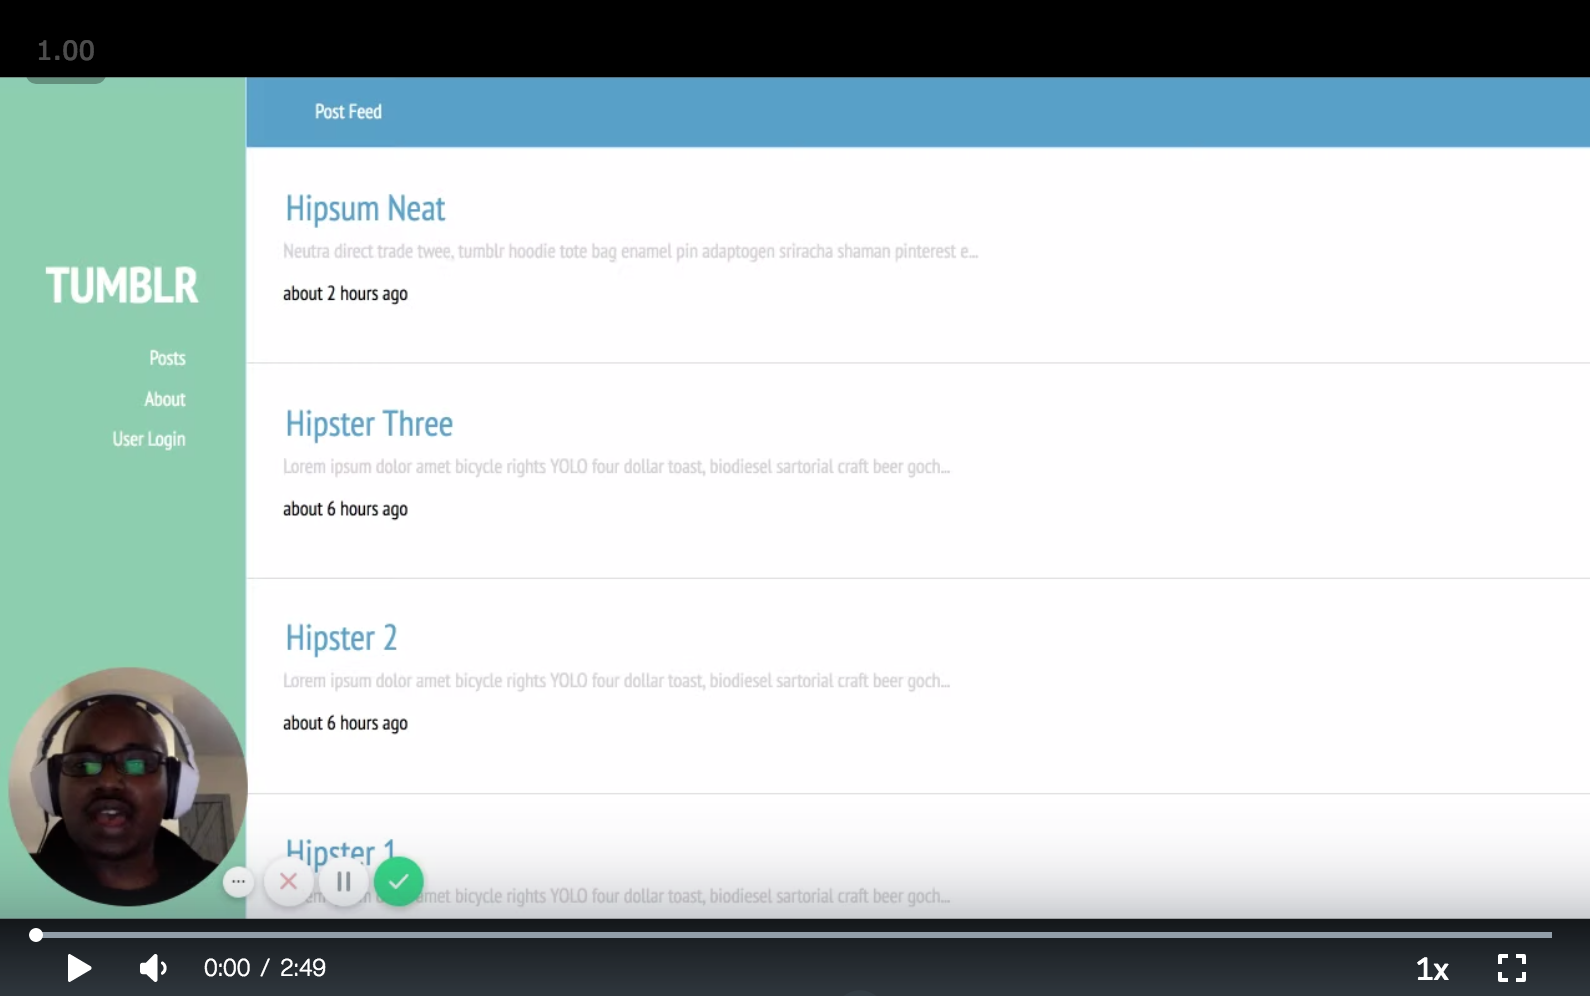 1.00
Post Feed
Hipsum Neat
Neutra direct trade twee, tumblr hoodie tote bag enamel pin adaptogen sriracha shaman pinterest e...
about 2 hours ago
TUMBLR
Posts
About
User Login
Hipster Three
Lorem ipsum dolor amet bicycle rights YOLO four dollar toast, biodiesel sartorial craft beer goch...
about 6 hours ago
Hipster 2
Lorem ipsum dolor amet bicycle rights YOLO four dollar toast, biodiesel sartorial craft beer goch...
about 6 hours ago
Hipster 1
amet bicycle rights YOLO four dollar toast, biodiesel sartorial craft beer goch...
0:00 / 2:49
1x